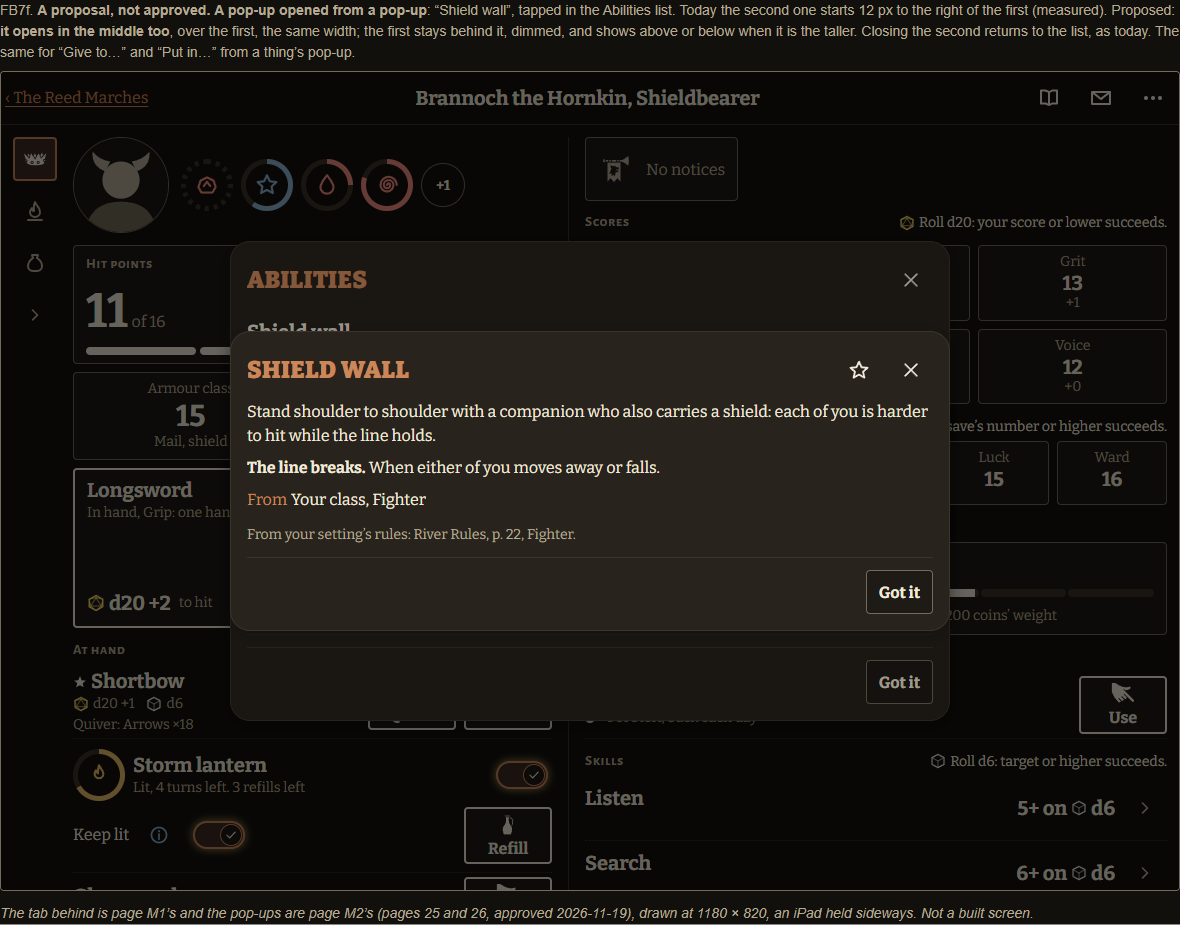 FB7f. A proposal, not approved. A pop-up opened from a pop-up: “Shield wall”, tapped in the Abilities list. Today the second one starts 12 px to the right of the first (measured). Proposed:
it opens in the middle too, over the first, the same width; the first stays behind it, dimmed, and shows above or below when it is the taller. Closing the second returns to the list, as today. The
same for “Give to…” and “Put in…” from a thing’s pop-up.
‹ The Reed Marches
Brannoch the Hornkin, Shieldbearer
+1
No notices
SCORES
Roll d20: your score or lower succeeds.
HIT POINTS
11 of 16
Grit
13
+1
ABILITIES
Shield wall
Voice
12
+0
SHIELD WALL
Stand shoulder to shoulder with a companion who also carries a shield: each of you is harder
to hit while the line holds.
The line breaks. When either of you moves away or falls.
From Your class, Fighter
From your setting’s rules: River Rules, p. 22, Fighter.
Got it
Got it
Armour class
15
Mail, shield
save’s number or higher succeeds.
Luck
15
Ward
16
Longsword
In hand, Grip: one
d20 +2 to hit
coins’ weight
AT HAND
Shortbow
d20 +1 d6
Quiver: Arrows ×18
Use
Storm lantern
Lit, 4 turns left. 3 refills left
Keep lit
Refill
SKILLS
Roll d6: target or higher succeeds.
Listen
5+ on d6
Search
6+ on d6
The tab behind is page M1’s and the pop-ups are page M2’s (pages 25 and 26, approved 2026-11-19), drawn at 1180 × 820, an iPad held sideways. Not a built screen.